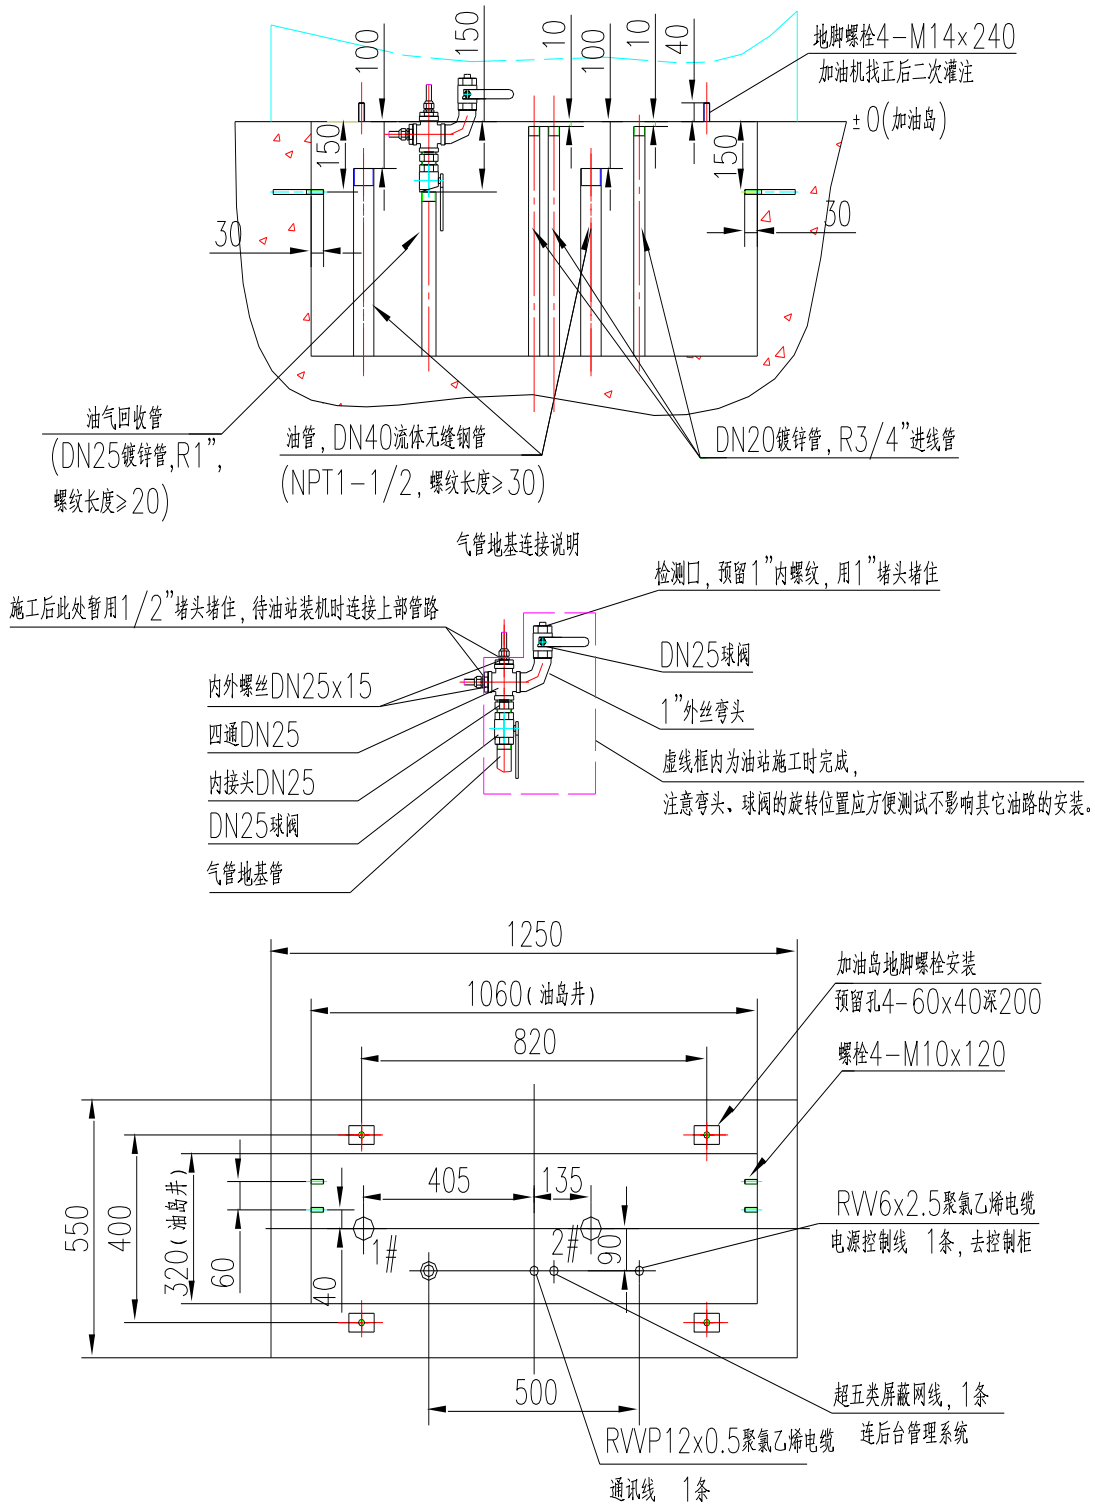 100
150
10
100
10
40
地脚螺栓4-M14×240
加油机找正后二次灌注
±0(加油岛)
150
150
30
30
油气回收管
(DN25镀锌管,R1”,
螺纹长度≥20)
油管, DN40流体无缝钢管
(NPT1-1/2, 螺纹长度≥30)
DN20镀锌管, R3/4”进线管
气管地基连接说明
检测口, 预留1”内螺纹, 用1”堵头堵住
施工后此处暂用1/2”堵头堵住, 待油站装机时连接上部管路
DN25球阀
内外螺丝DN25x15
1”外丝弯头
四通DN25
虚线框内为油站施工时完成,
内接头DN25
注意弯头、球阀的旋转位置应方便测试不影响其它油路的安装。
DN25球阀
气管地基管
1250
加油岛地脚螺栓安装
1060(油岛井)
预留孔4-60x40深200
820
螺栓4-M10x120
405
135
550
400
320(油岛井)
60
40
1#
2#
90
RVV6x2.5聚氯乙烯电缆
电源控制线 1条, 去控制柜
500
超五类屏蔽网线, 1条
连后台管理系统
RVVP12x0.5聚氯乙烯电缆
通讯线 1条